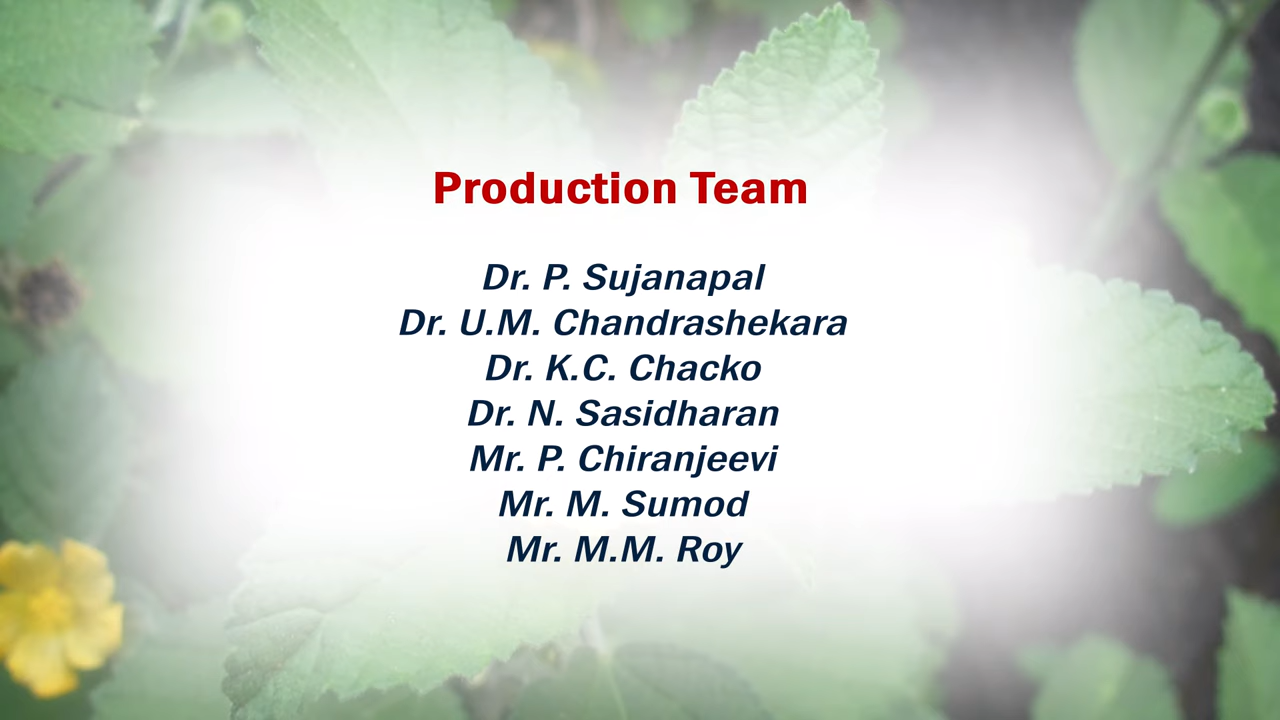 Production Team
Dr. P. Sujanapal
Dr. U.M. Chandrashekara
Dr. K.C. Chacko
Dr. N. Sasidharan
Mr. P. Chiranjeevi
Mr. M. Sumod
Mr. M.M. Roy